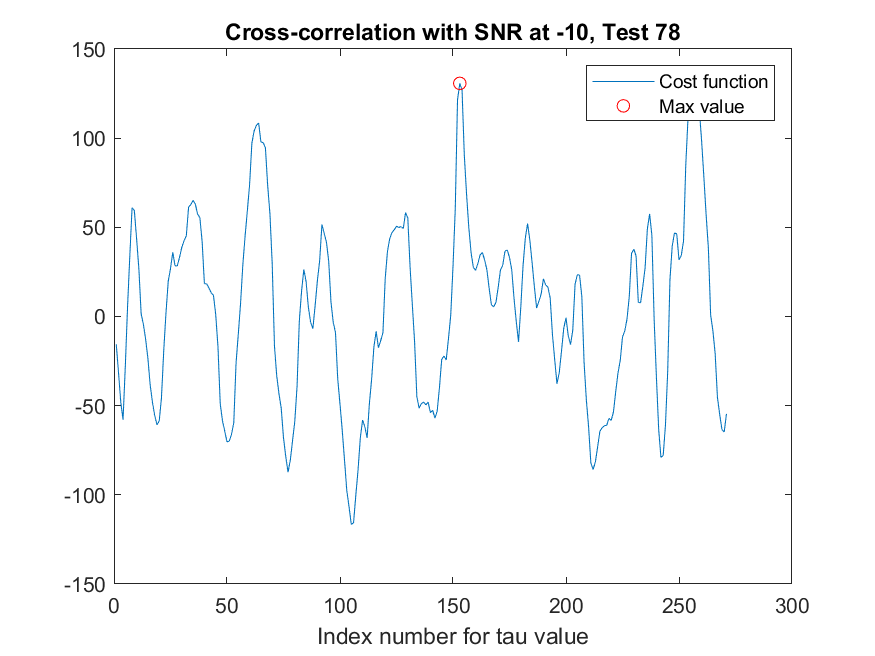 Cross-correlation with SNR at -10, Test 78
150
100
50
0
-50
-100
-150
0 50 100 150 200 250 300
Index number for tau value
Cost function
Max value